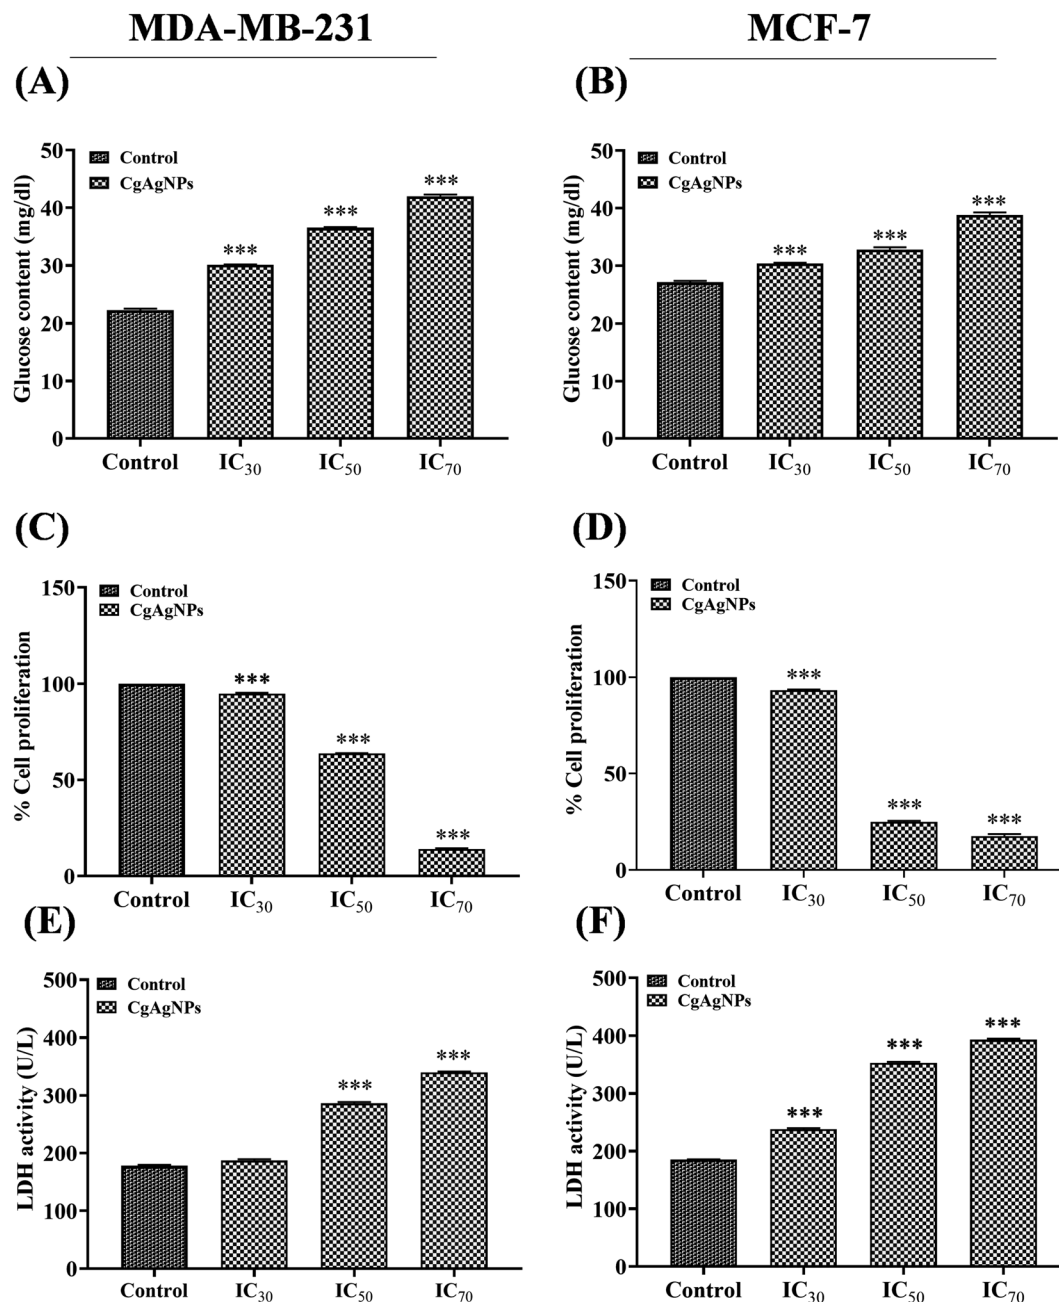 MDA-MB-231
MCF-7
(A)
(B)
Glucose content (mg/dl)
50
40
30
20
10
0
Control
CgAgNPs
***
***
***
Control IC30 IC50 IC70
Glucose content (mg/dl)
50
40
30
20
10
0
Control
CgAgNPs
***
***
***
Control IC30 IC50 IC70
(C)
(D)
% Cell proliferation
150
100
50
0
Control
CgAgNPs
***
***
***
Control IC30 IC50 IC70
% Cell proliferation
150
100
50
0
Control
CgAgNPs
***
***
***
Control IC30 IC50 IC70
(E)
(F)
LDH activity (U/L)
500
400
300
200
100
0
Control
CgAgNPs
***
***
Control IC30 IC50 IC70
LDH activity (U/L)
500
400
300
200
100
0
Control
CgAgNPs
***
***
***
Control IC30 IC50 IC70